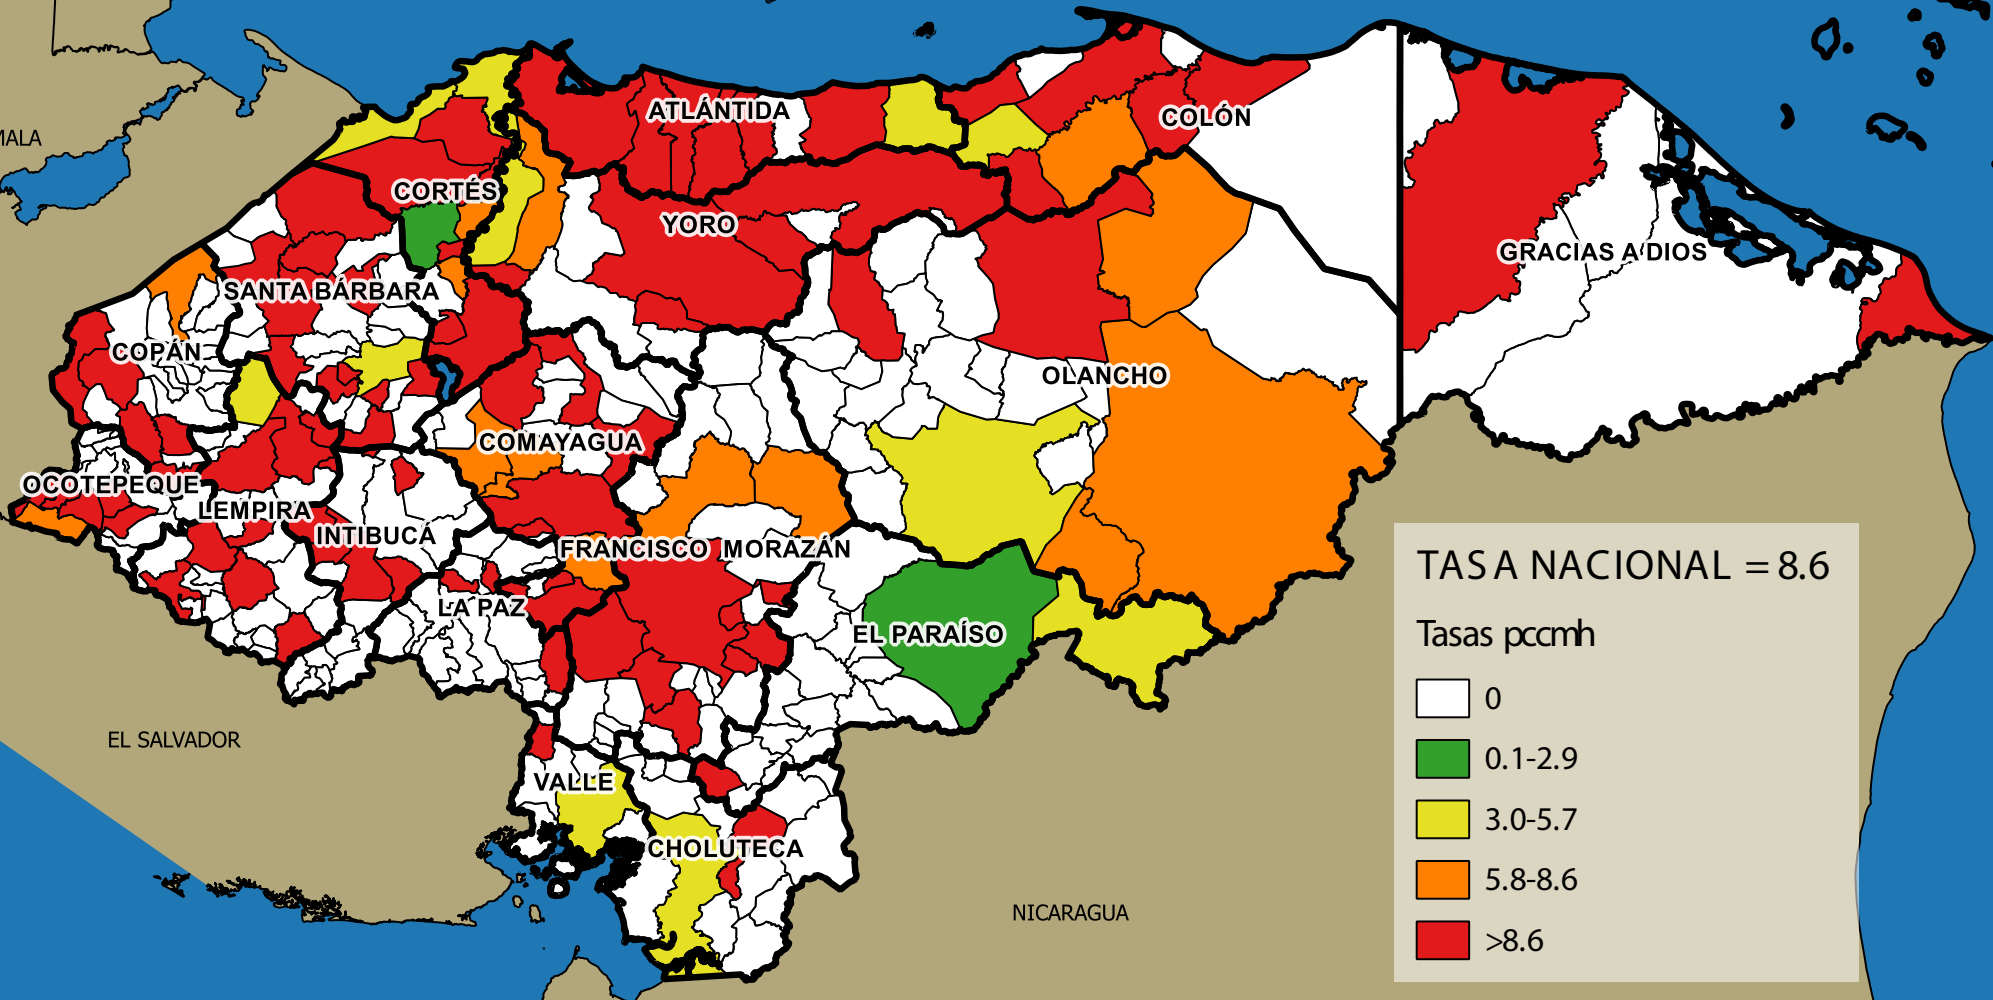 MALA
ATLÁNTIDA
COLÓN
CORTÉS
YORO
GRACIAS A DIOS
SANTA BÁRBARA
COPÁN
OLANCHO
COMAYAGUA
OCOTEPEQUE
LEMPIRA
INTIBUCÁ
FRANCISCO MORAZÁN
LA PAZ
EL PARAÍSO
EL SALVADOR
VALLE
CHOLUTECA
NICARAGUA
TASA NACIONAL = 8.6
Tasas pccmh
0
0.1-2.9
3.0-5.7
5.8-8.6
>8.6